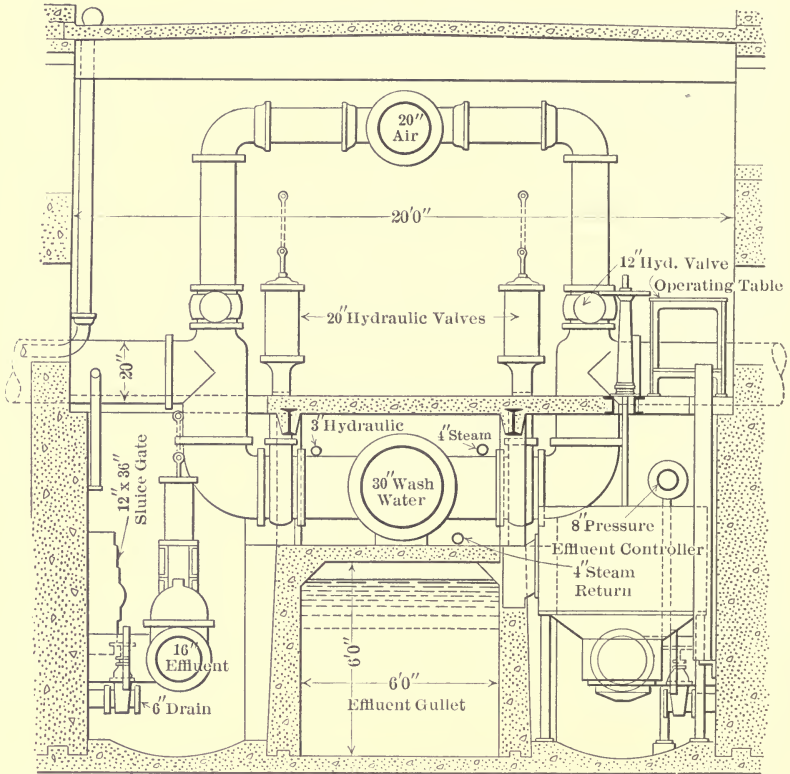 20"
Air
20'0"
12" Hyd. Valve
Operating Table
20" Hydraulic Valves
20"
3" Hydraulic
4" Steam
12" x 36"
Sluice Gate
30" Wash
Water
8" Pressure
Effluent Controller
4" Steam
Return
16"
Effluent
6" Drain
6'0"
6'0"
Effluent Gullet